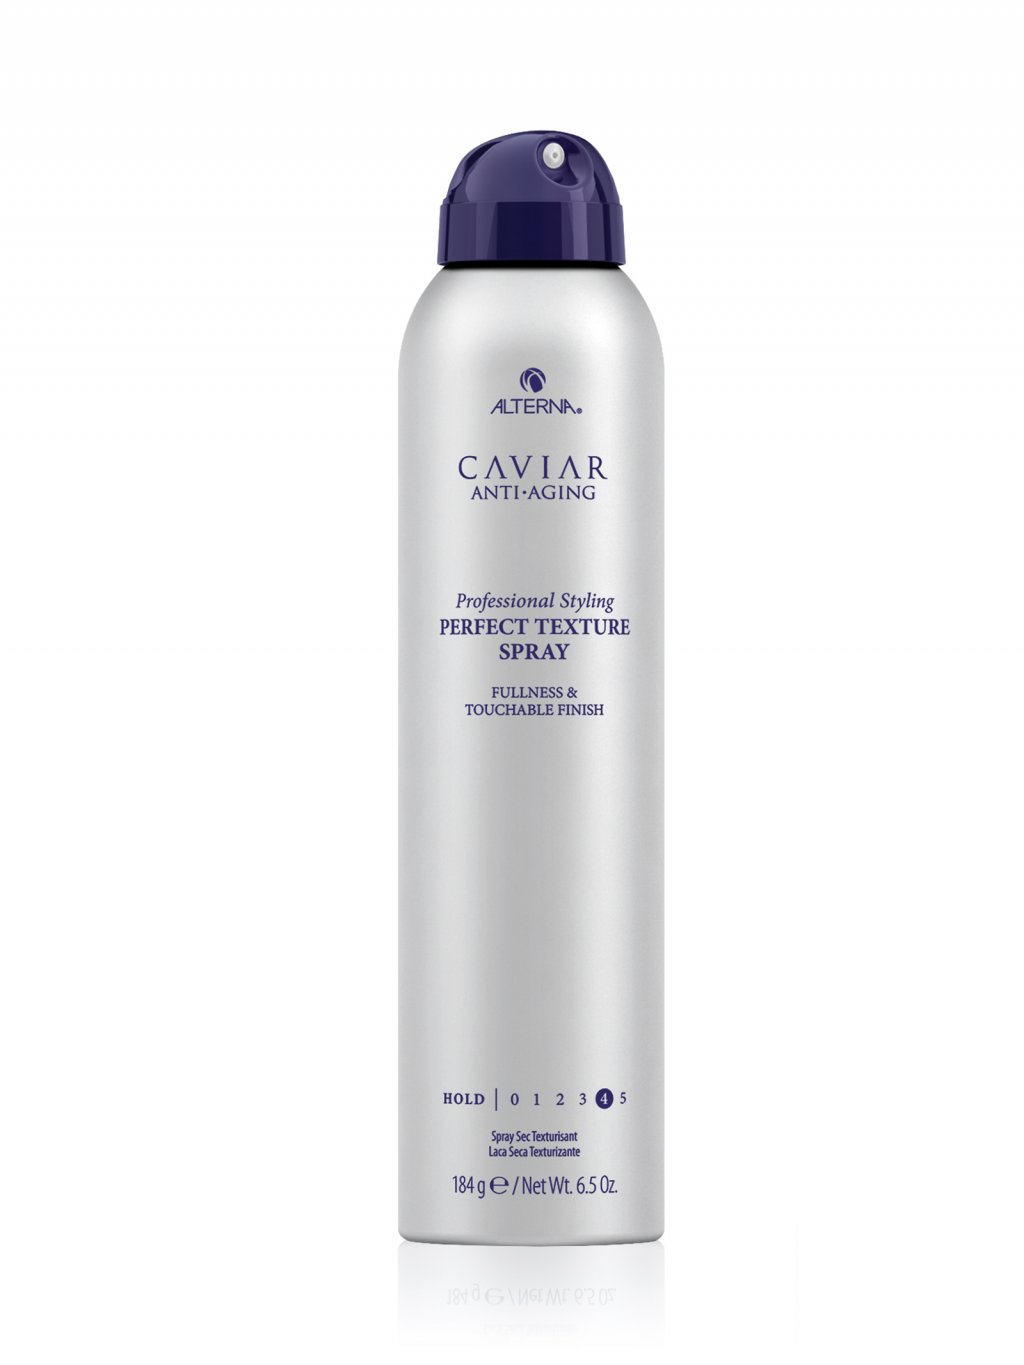 ALTERNA®
CAVIAR
ANTI•AGING
Professional Styling
PERFECT TEXTURE
SPRAY
FULLNESS &
TOUCHABLE FINISH
HOLD | 0 1 2 3 4 5
Spray Sec Texturisant
Laca Seca Texturizante
184 g ℮ / Net Wt. 6.5 Oz.